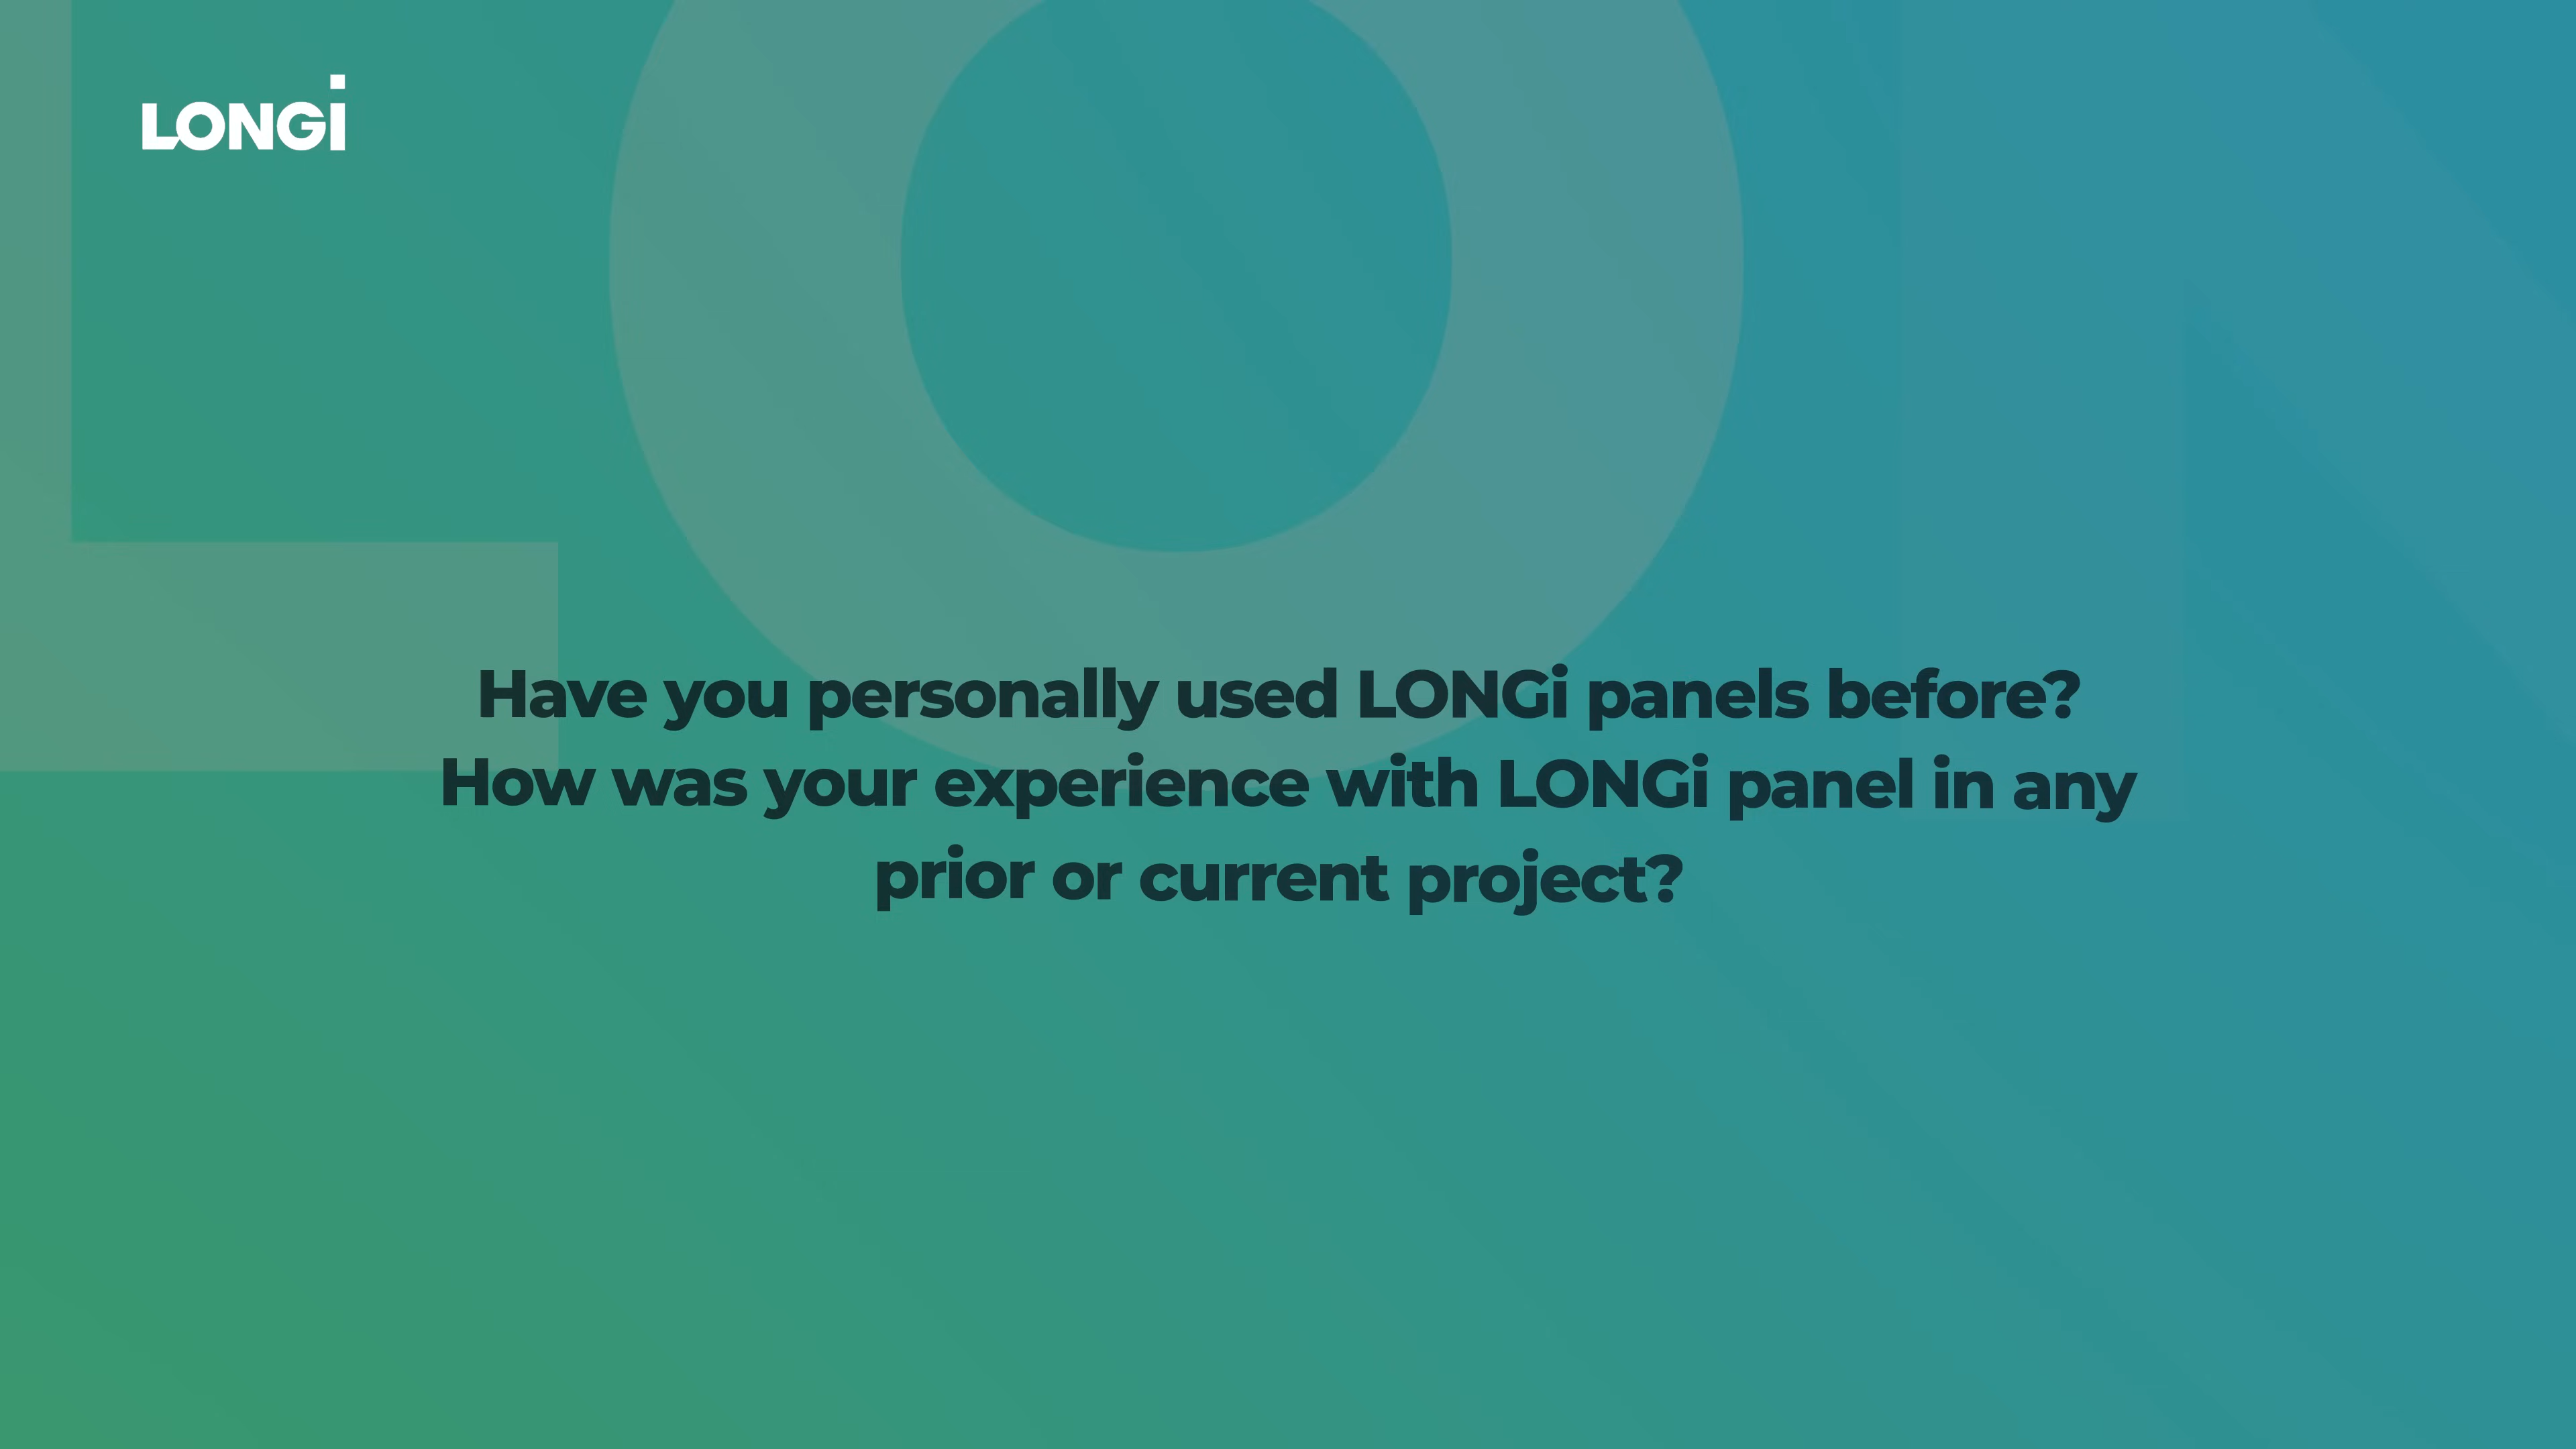 LONGi
Have you personally used LONGi panels before?
How was your experience with LONGi panel in any
prior or current project?